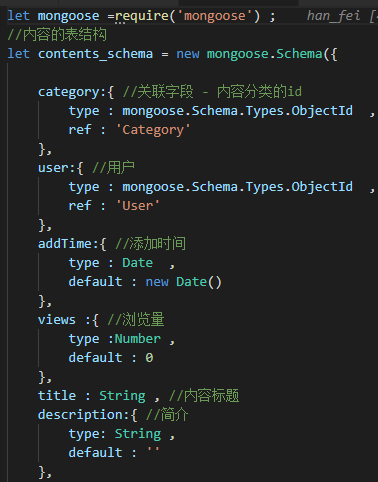 let mongoose =require('mongoose') ;    han_fei [
//内容的表结构
let contents_schema = new mongoose.Schema({
    category:{ //关联字段 - 内容分类的id
        type : mongoose.Schema.Types.ObjectId  ,
        ref : 'Category'
    },
    user:{ //用户
        type : mongoose.Schema.Types.ObjectId  ,
        ref : 'User'
    },
    addTime:{ //添加时间
        type : Date  ,
        default : new Date()
    },
    views :{ //浏览量
        type :Number ,
        default : 0
    },
    title : String , //内容标题
    description:{ //简介
        type: String ,
        default : ''
    },